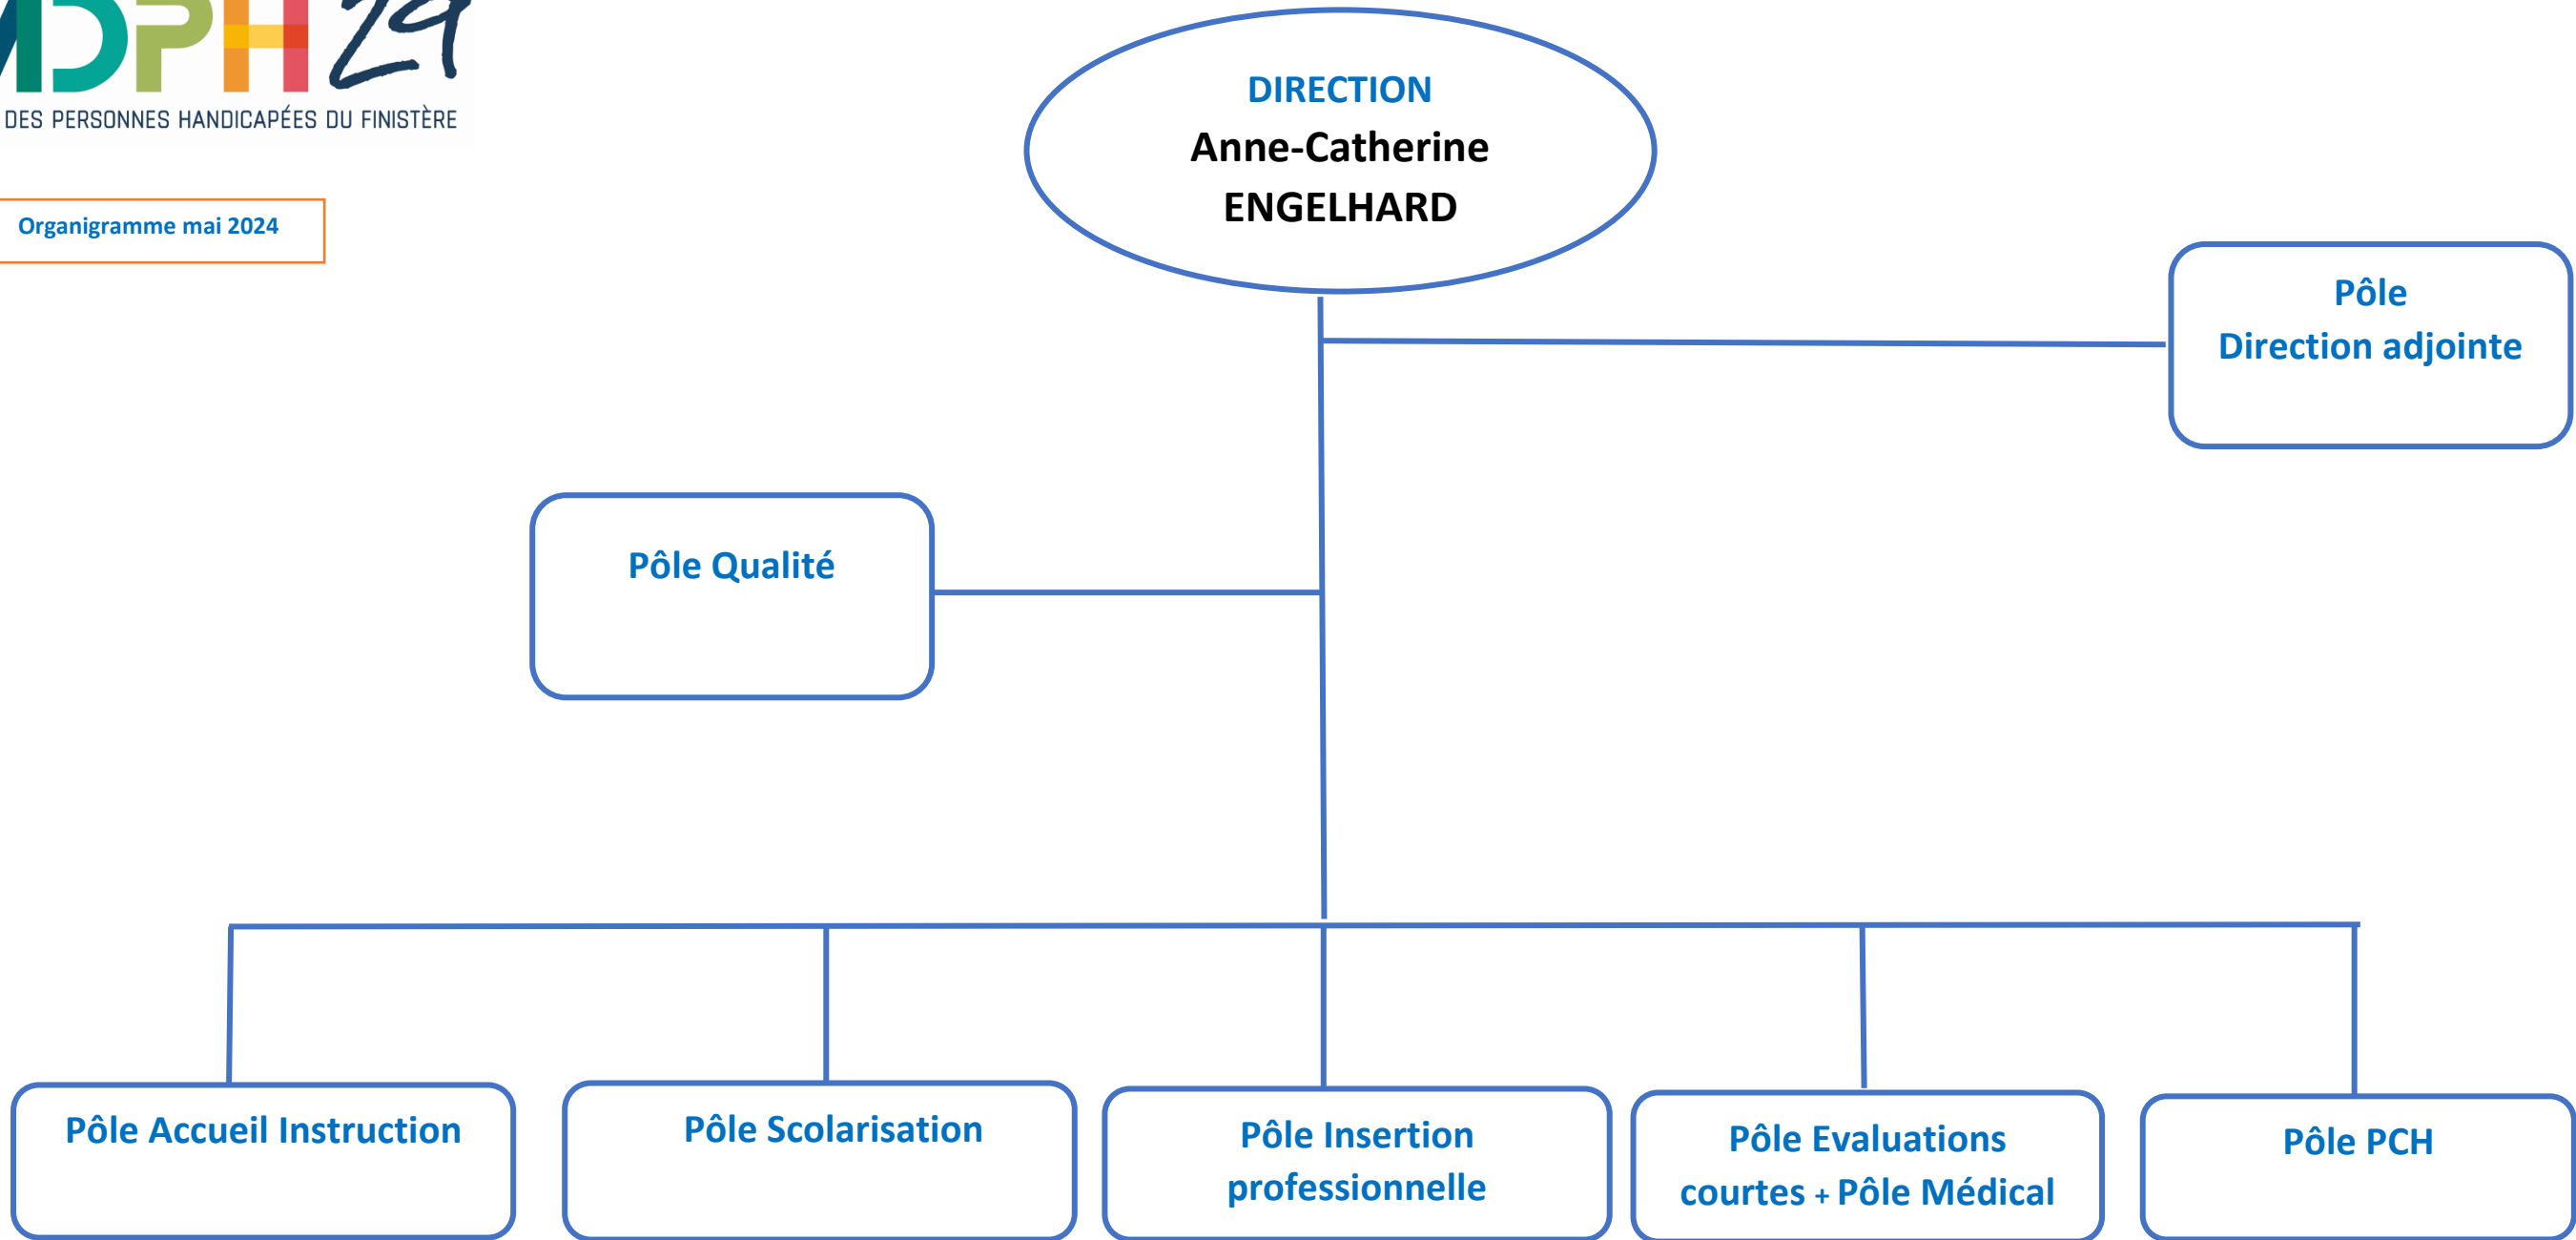 MDPH29
DES PERSONNES HANDICAPÉES DU FINISTÈRE
Organigramme mai 2024
DIRECTION
Anne-Catherine
ENGELHARD
Pôle
Direction adjointe
Pôle Qualité
Pôle Accueil Instruction
Pôle Scolarisation
Pôle Insertion
professionnelle
Pôle Evaluations
courtes + Pôle Médical
Pôle PCH